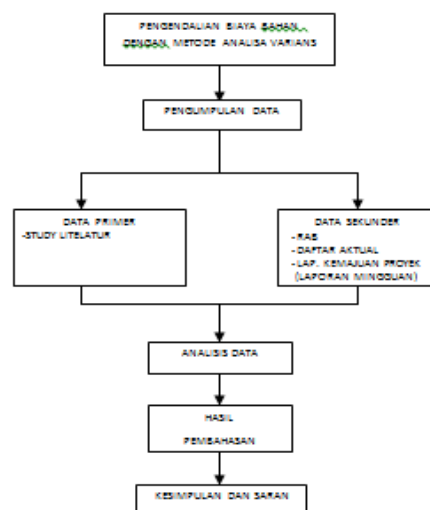 PENGENDALIAN BIAYA BAHAN
DENGAN METODE ANALISA VARIANS
PENGUMPULAN DATA
DATA PRIMER
-STUDY LITELATUR
DATA SEKUNDER
- RAB
- DAFTAR AKTUAL
- LAP. KEMAJUAN PROYEK
(LAPORAN MINGGUAN)
ANALISIS DATA
HASIL
PEMBAHASAN
KESIMPULAN DAN SARAN